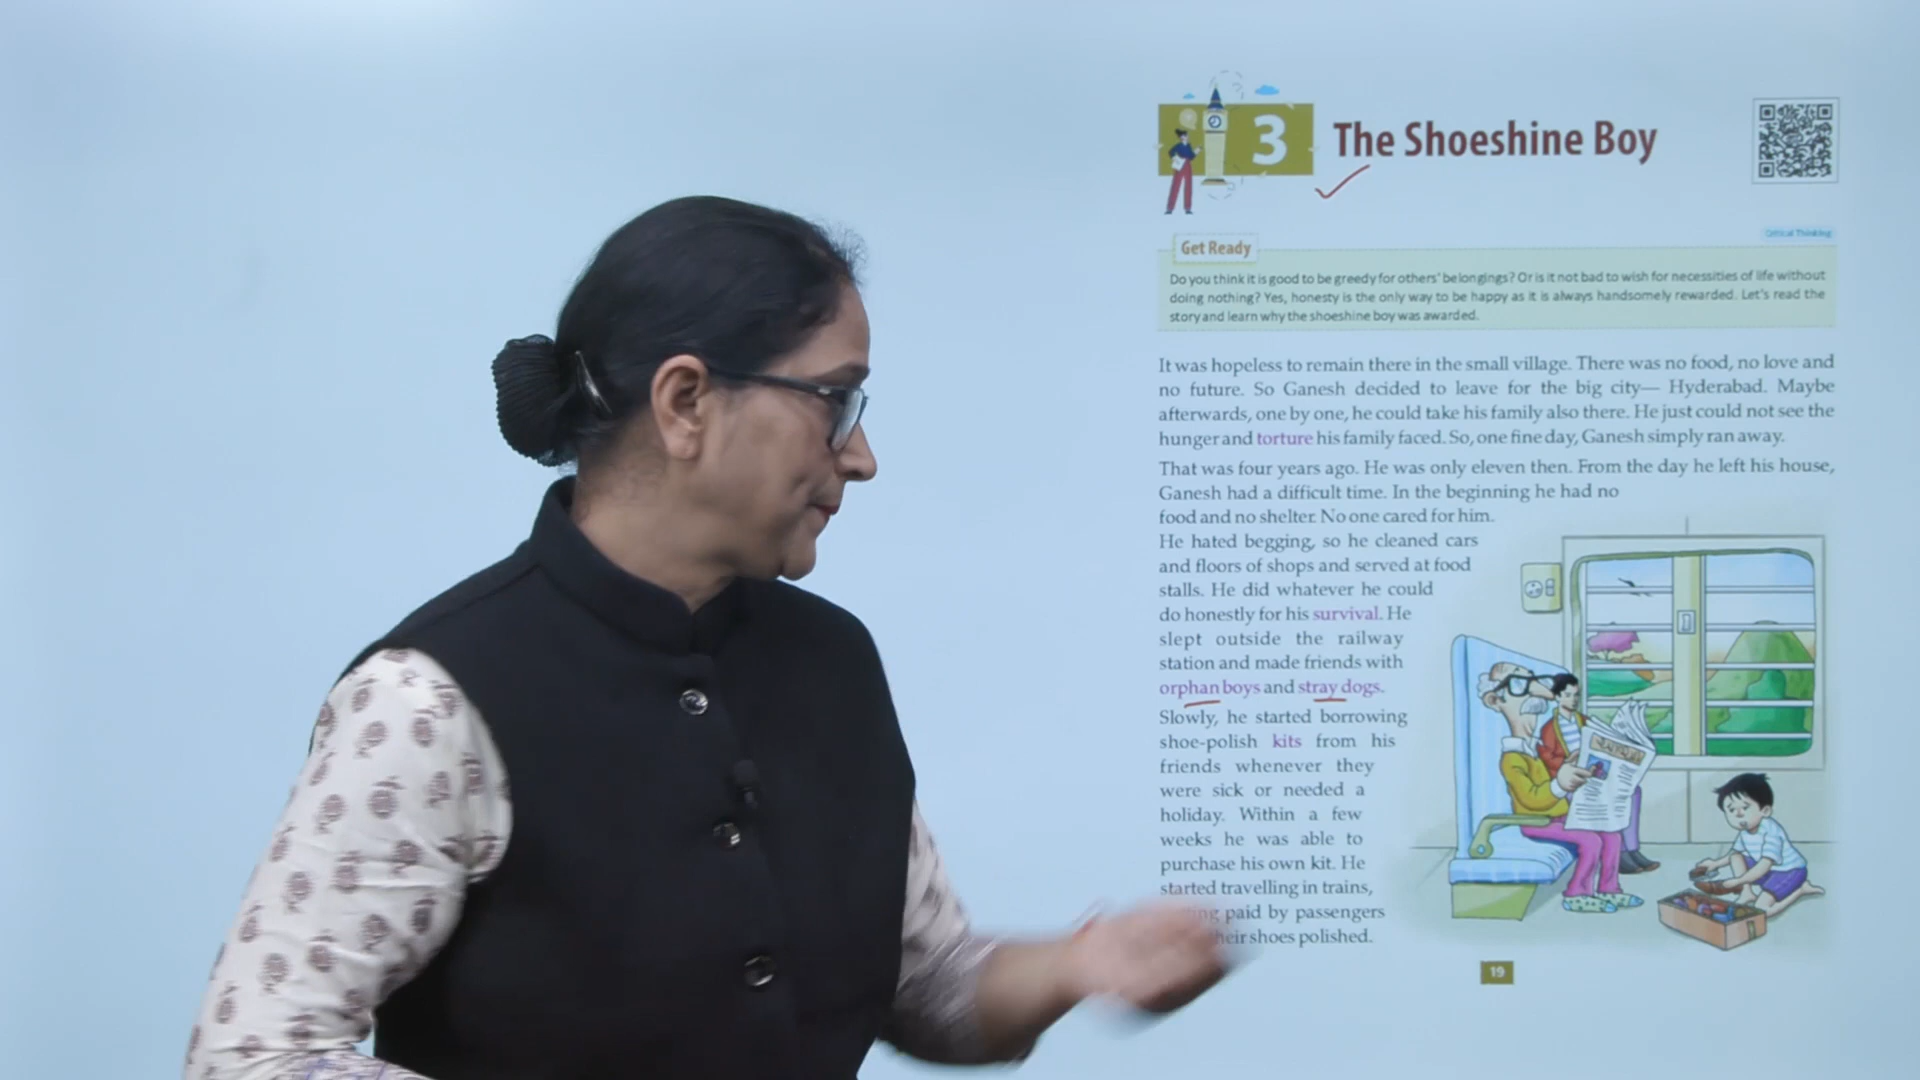 3
The Shoeshine Boy
Critical Thinking
Get Ready
Do you think it is good to be greedy for others' belongings? Or is it not bad to wish for necessities of life without
doing nothing? Yes, honesty is the only way to be happy as it is always handsomely rewarded. Let's read the
story and learn why the shoeshine boy was awarded.
It was hopeless to remain there in the small village. There was no food, no love and
no future. So Ganesh decided to leave for the big city— Hyderabad. Maybe
afterwards, one by one, he could take his family also there. He just could not see the
hunger and torture his family faced. So, one fine day, Ganesh simply ran away.
That was four years ago. He was only eleven then. From the day he left his house,
Ganesh had a difficult time. In the beginning he had no
food and no shelter. No one cared for him.
He hated begging, so he cleaned cars
and floors of shops and served at food
stalls. He did whatever he could
do honestly for his survival. He
slept outside the railway
station and made friends with
orphan boys and stray dogs.
Slowly, he started borrowing
shoe-polish kits from his
friends whenever they
were sick or needed a
holiday. Within a few
weeks he was able to
purchase his own kit. He
started travelling in trains,
paid by passengers
their shoes polished.
19